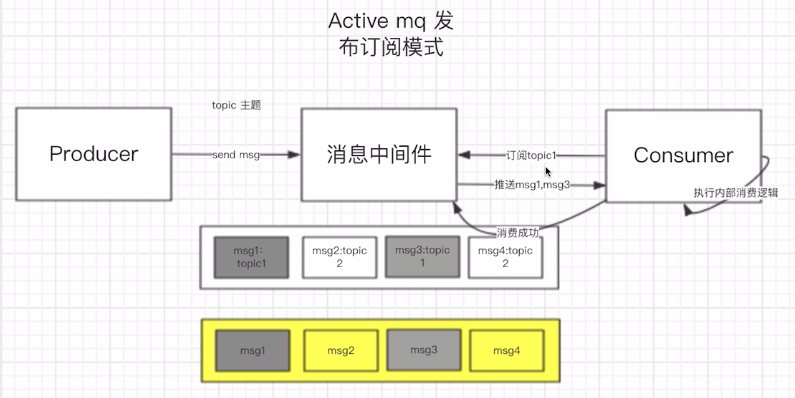 Active mq 发
布订阅模式
topic 主题
Producer
send msg
消息中间件
订阅topic1
推送msg1,msg3
Consumer
执行内部消费逻辑
消费成功
msg1:
topic1
msg2:topic
2
msg3:topic
1
msg4:topic
2
msg1
msg2
msg3
msg4